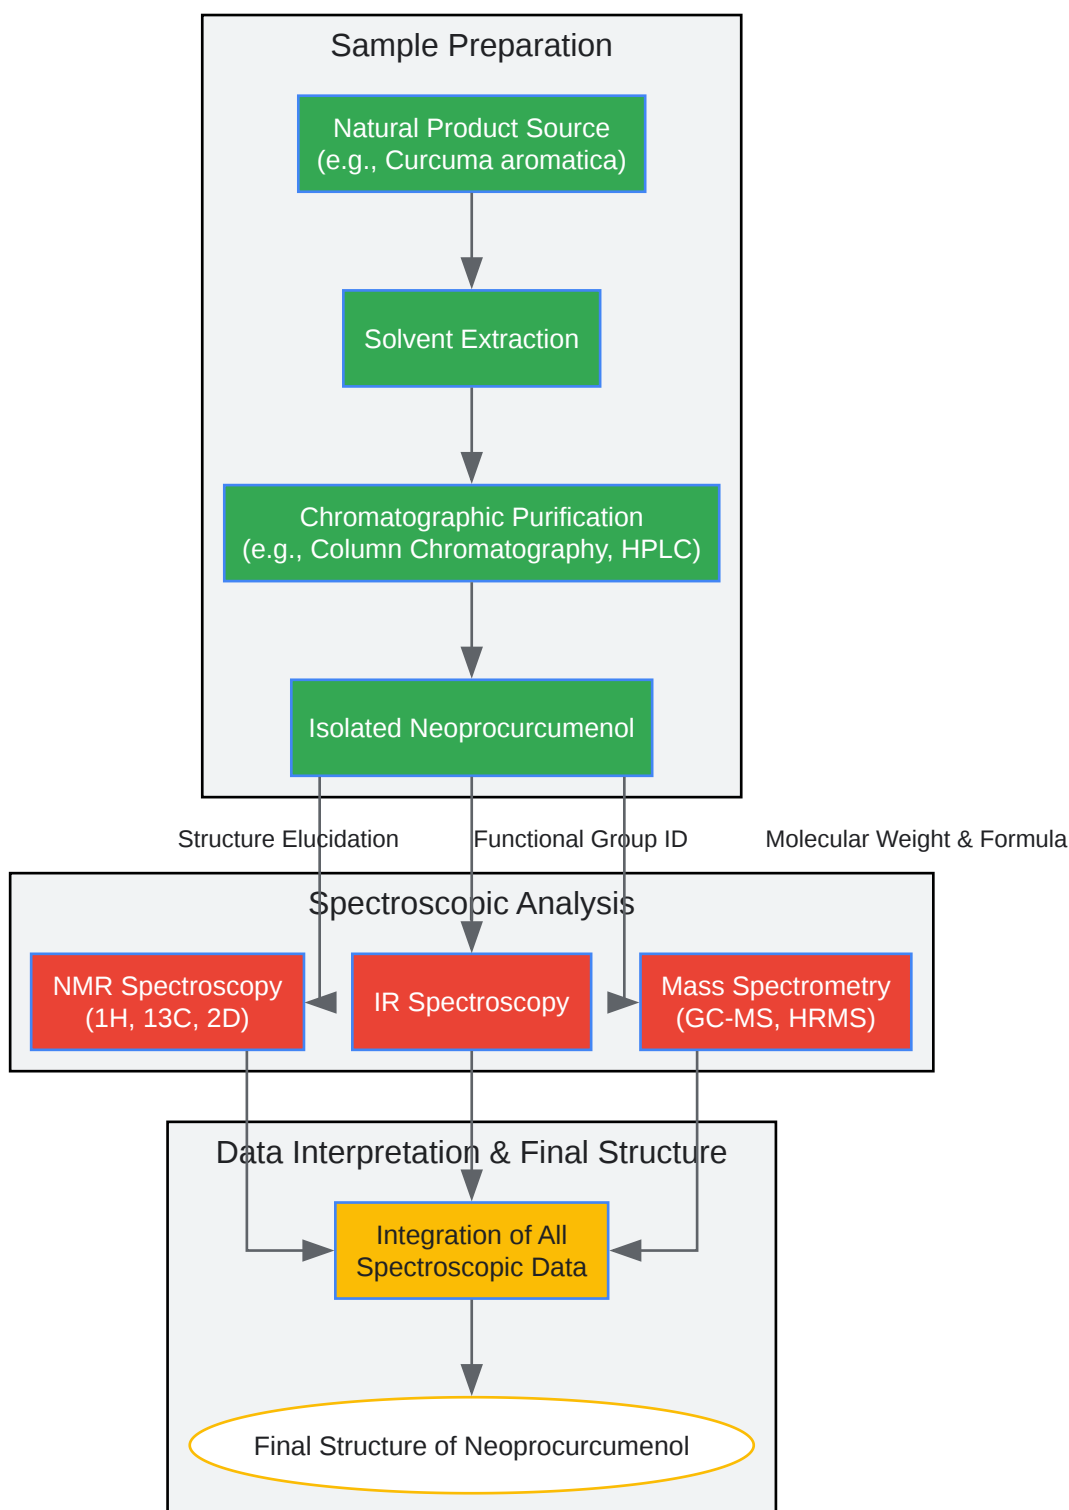 Sample Preparation
Natural Product Source
(e.g., Curcuma aromatica)
Solvent Extraction
Chromatographic Purification
(e.g., Column Chromatography, HPLC)
Isolated Neoprocurcumenol
Structure Elucidation
Functional Group ID
Molecular Weight & Formula
Spectroscopic Analysis
NMR Spectroscopy
(1H, 13C, 2D)
IR Spectroscopy
Mass Spectrometry
(GC-MS, HRMS)
Data Interpretation & Final Structure
Integration of All
Spectroscopic Data
Final Structure of Neoprocurcumenol